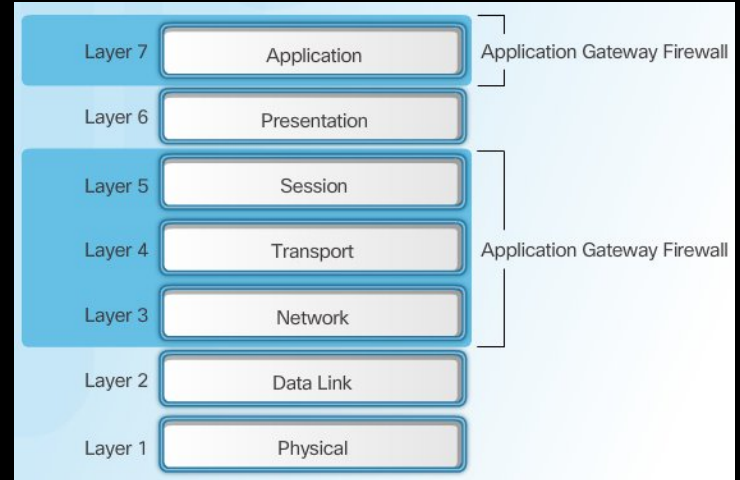 Layer 7 Application Application Gateway Firewall
Layer 6 Presentation
Layer 5 Session
Layer 4 Transport Application Gateway Firewall
Layer 3 Network
Layer 2 Data Link
Layer 1 Physical